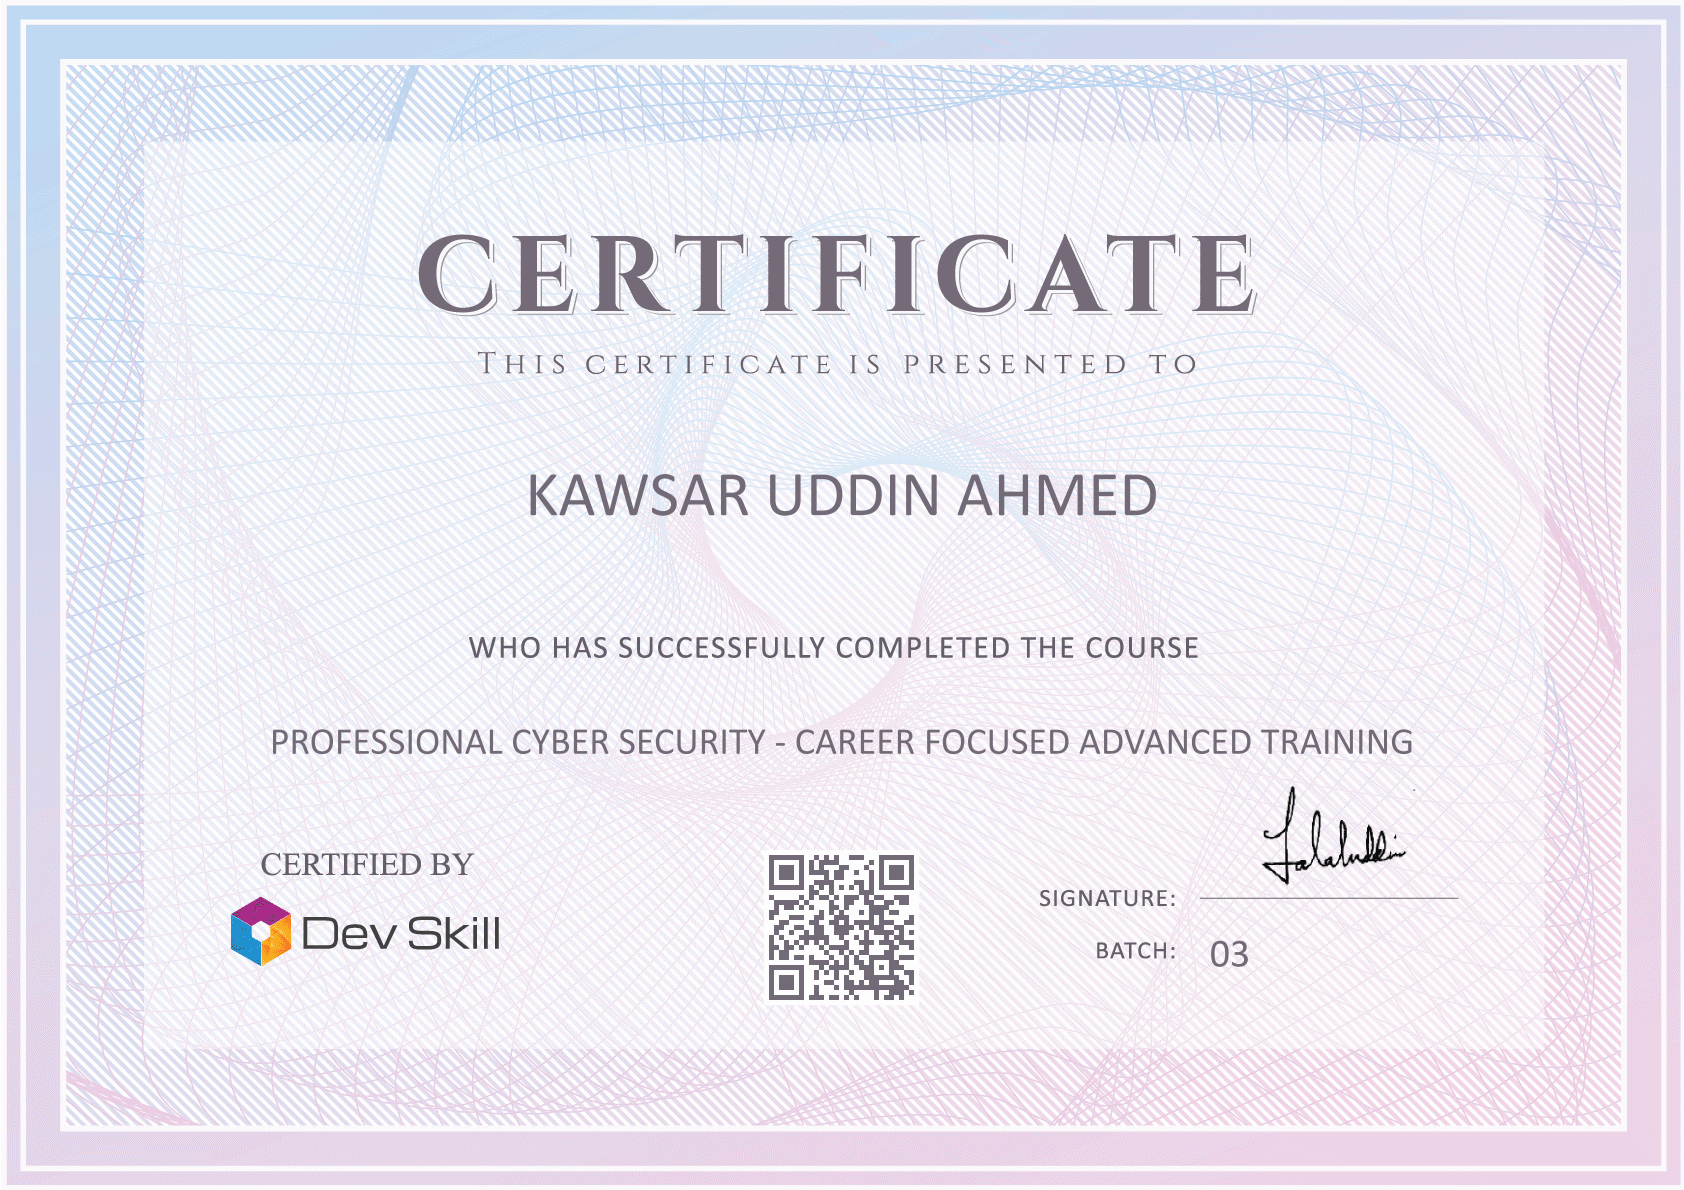 CERTIFICATE
THIS CERTIFICATE IS PRESENTED TO
KAWSAR UDDIN AHMED
WHO HAS SUCCESSFULLY COMPLETED THE COURSE
PROFESSIONAL CYBER SECURITY - CAREER FOCUSED ADVANCED TRAINING
CERTIFIED BY
Dev Skill
SIGNATURE:
BATCH: 03